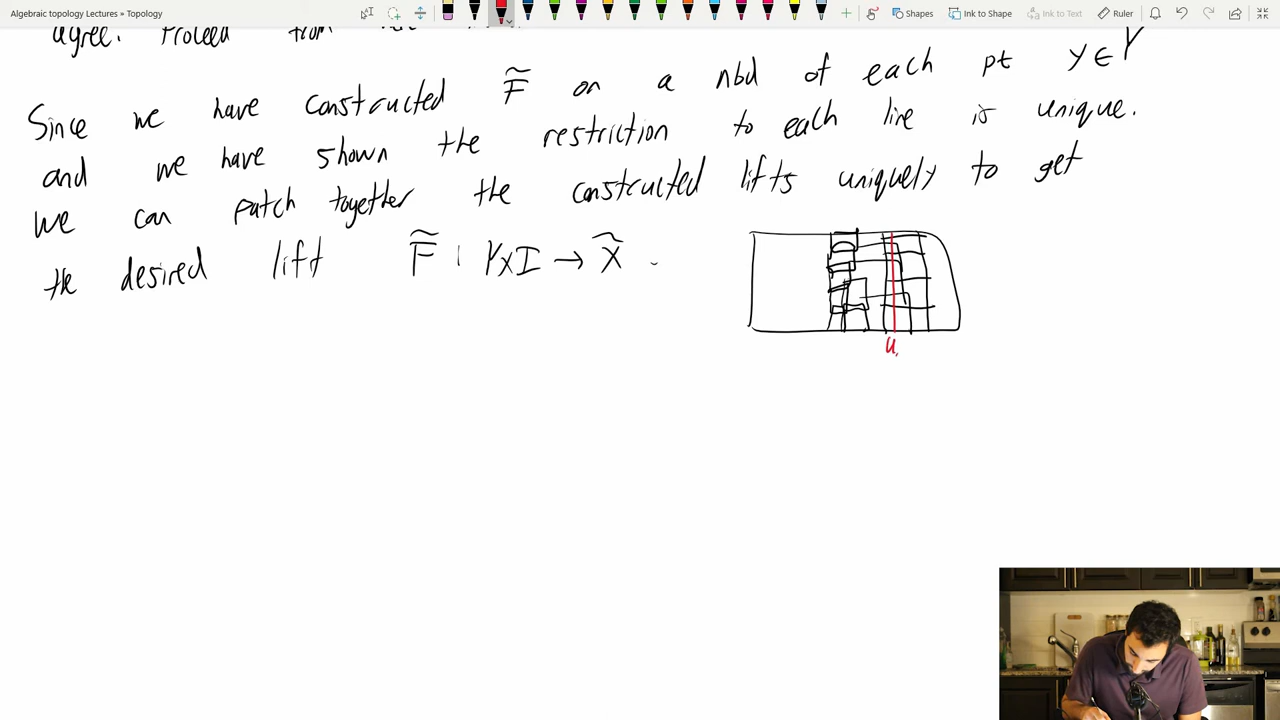 Algebraic topology Lectures » Topology
Shapes
Ink to Shape
Ink to Text
Ruler
agree. Proceed from
Since we have constructed F̃ on a nbd of each pt y∈Y
and we have shown the restriction to each line is unique.
we can patch together the constructed lifts uniquely to get
the desired lift F̃ : Y×I → X̃ .